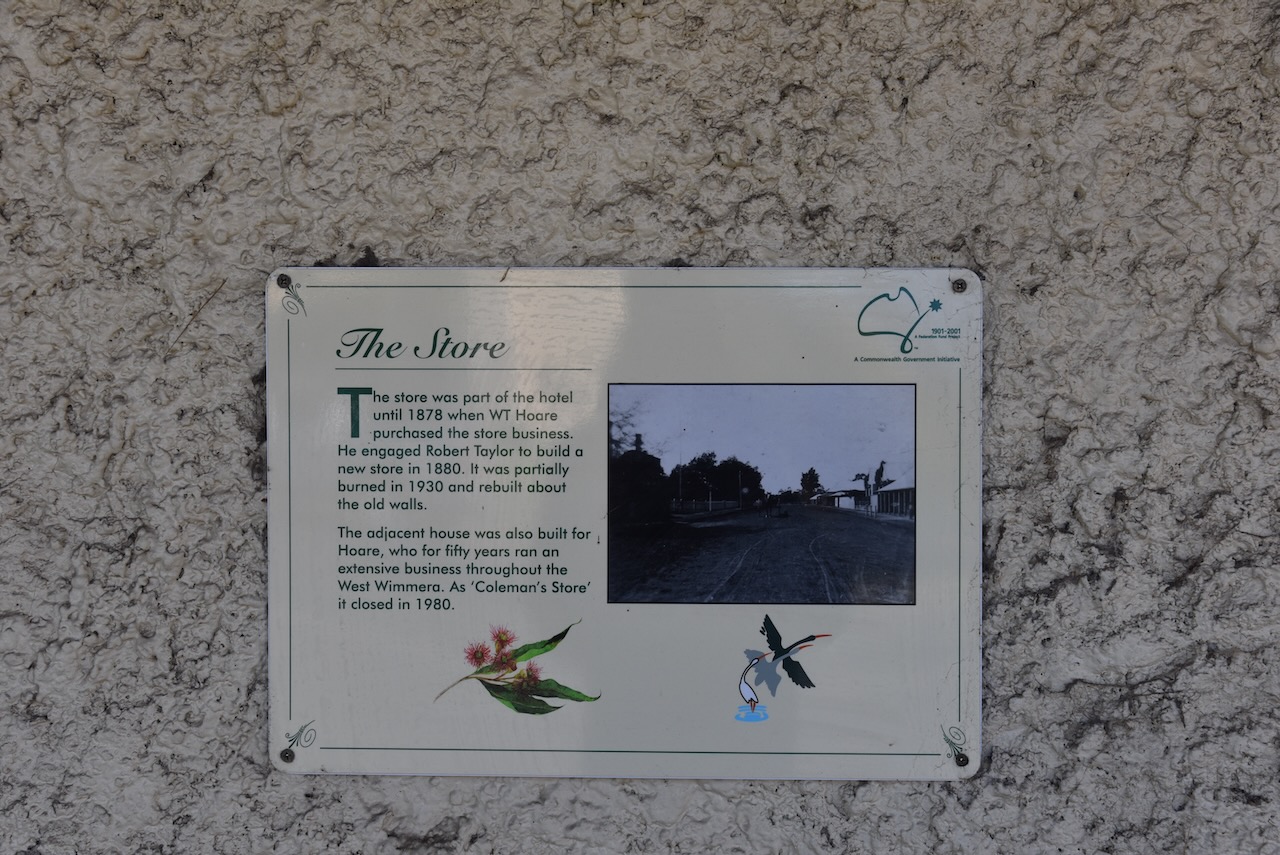 The Store
The store was part of the hotel
until 1878 when WT Hoare
purchased the store business.
He engaged Robert Taylor to build a
new store in 1880. It was partially
burned in 1930 and rebuilt about
the old walls.
The adjacent house was also built for
Hoare, who for fifty years ran an
extensive business throughout the
West Wimmera. As ‘Coleman’s Store’
it closed in 1980.
1901-2001
A Federation Fund Project
A Commonwealth Government Initiative